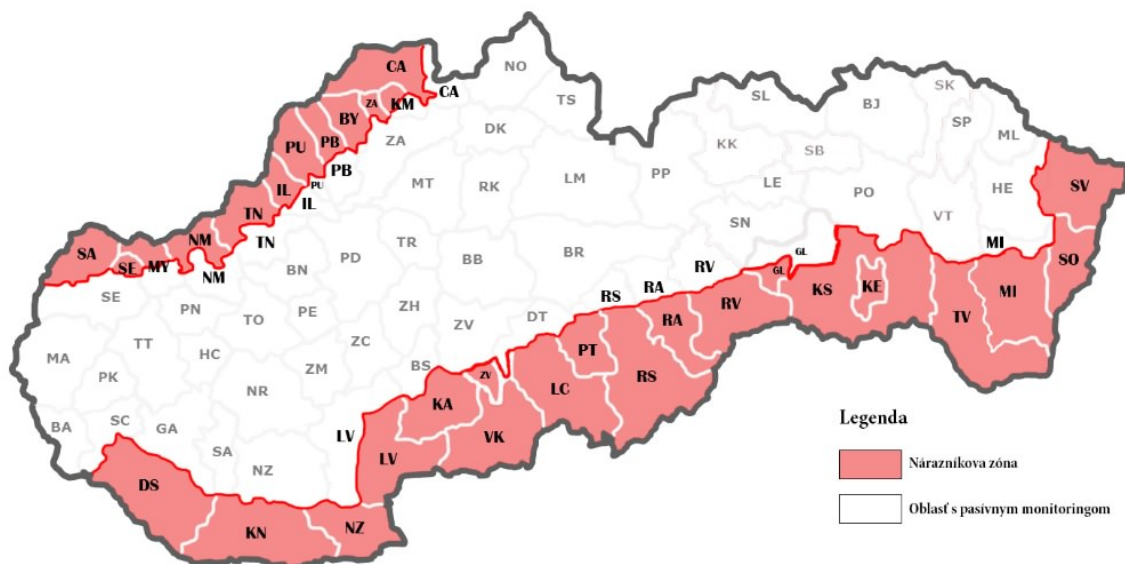 CA
NO
CA
TS
SL
BJ
SK
SP
ML
BY
ZA
KM
PU
PB
ZA
DK
KK
SB
PB
PU
IL
IL
MT
RK
LM
PP
LE
PO
HE
SV
TN
TN
NM
NM
SA
SE
MY
TR
SN
VT
MI
SO
BN
PD
BB
BR
RV
GL
GL
KS
KE
TV
MI
SE
PN
TO
PE
ZH
ZV
DT
RS
RA
RA
RV
MA
TT
HC
ZC
ZM
BS
ZV
PT
RS
PK
NR
KA
LC
BA
SC
GA
SA
NZ
LV
LV
VK
DS
KN
NZ
Legenda
Nárazníkova zóna
Oblasť s pasívnym monitoringom